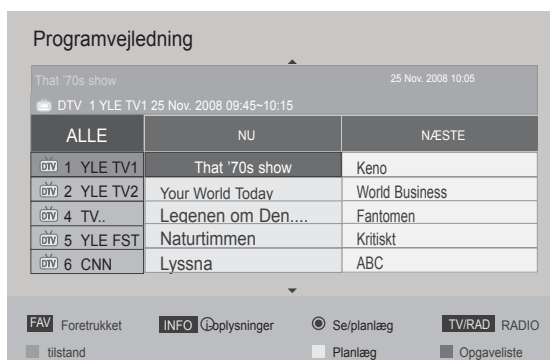 Programvejledning
That ’70s show 25 Nov. 2008 10:05
DTV 1 YLE TV1 25 Nov. 2008 09:45~10:15
ALLE NU NÆSTE
DTV 1 YLE TV1 That ’70s show Keno
DTV 2 YLE TV2 Your World Today World Business
DTV 4 TV.. Legenen om Den.... Fantomen
DTV 5 YLE FST Naturtimmen Kritiskt
DTV 6 CNN Lyssna ABC
FAV Foretrukket INFO i-oplysninger Se/planlæg TV/RAD RADIO
tilstand Planlæg Opgaveliste